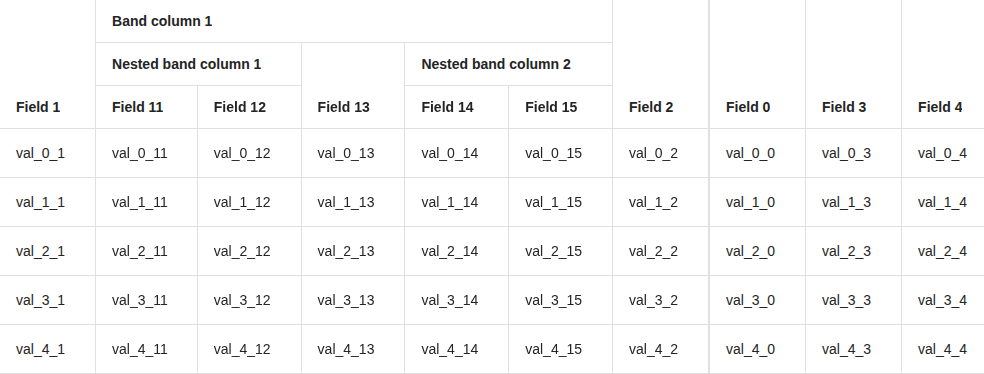 Band column 1
Nested band column 1 Nested band column 2
Field 1 Field 11 Field 12 Field 13 Field 14 Field 15 Field 2 Field 0 Field 3 Field 4
val_0_1 val_0_11 val_0_12 val_0_13 val_0_14 val_0_15 val_0_2 val_0_0 val_0_3 val_0_4
val_1_1 val_1_11 val_1_12 val_1_13 val_1_14 val_1_15 val_1_2 val_1_0 val_1_3 val_1_4
val_2_1 val_2_11 val_2_12 val_2_13 val_2_14 val_2_15 val_2_2 val_2_0 val_2_3 val_2_4
val_3_1 val_3_11 val_3_12 val_3_13 val_3_14 val_3_15 val_3_2 val_3_0 val_3_3 val_3_4
val_4_1 val_4_11 val_4_12 val_4_13 val_4_14 val_4_15 val_4_2 val_4_0 val_4_3 val_4_4